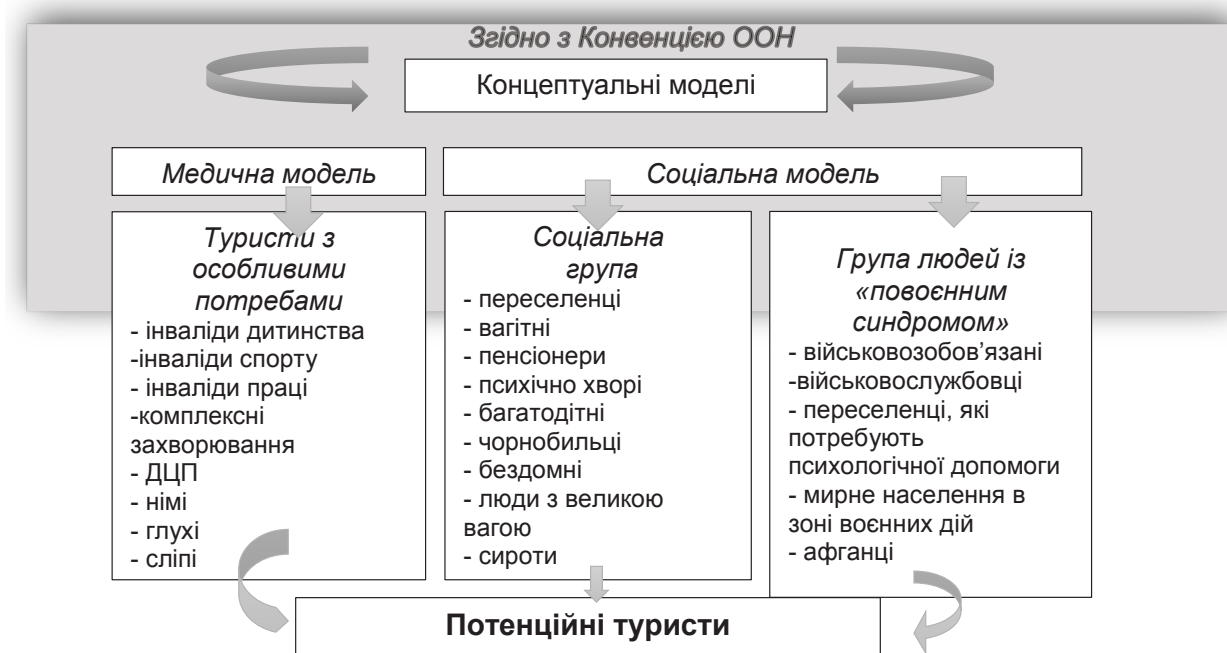 Згідно з Конвенцією ООН
Концептуальні моделі
Медична модель
Соціальна модель
Туристи з
особливими
потребами
- інваліди дитинства
-інваліди спорту
- інваліди праці
-комплексні
захворювання
- ДЦП
- німі
- глухі
- сліпі
Соціальна
група
- переселенці
- вагітні
- пенсіонери
- психічно хворі
- багатодітні
- чорнобильці
- бездомні
- люди з великою
вагою
- сироти
Група людей із
«повоєнним
синдромом»
- військовозобов’язані
-військовослужбовці
- переселенці, які
потребують
психологічної допомоги
- мирне населення в
зоні воєнних дій
- афганці
Потенційні туристи